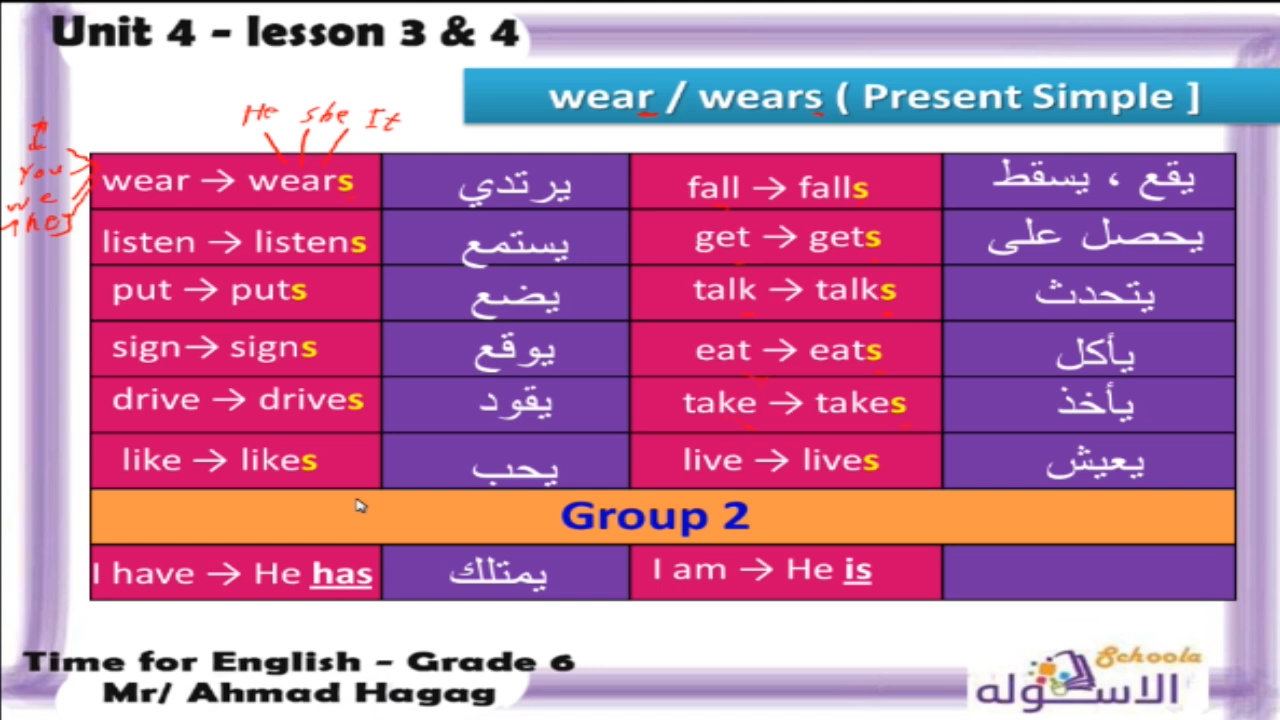 Unit 4 - lesson 3 & 4
wear / wears ( Present Simple ]
He she It
I
You
we
they
wear → wears يرتدي fall → falls يقع ، يسقط
listen → listens يستمع get → gets يحصل على
put → puts يضع talk → talks يتحدث
sign → signs يوقع eat → eats يأكل
drive → drives يقود take → takes يأخذ
like → likes يحب live → lives يعيش
Group 2
I have → He has يمتلك I am → He is
Time for English - Grade 6
Mr/ Ahmad Hagag
Schoola
الاسكوله